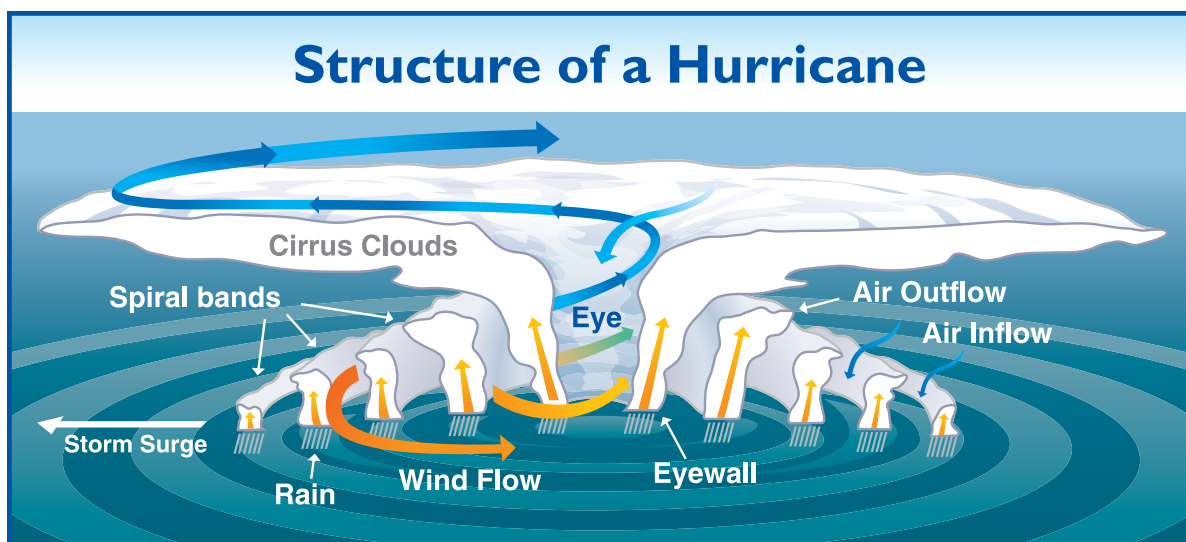 Structure of a Hurricane
Cirrus Clouds
Spiral bands
Eye
Air Outflow
Air Inflow
Storm Surge
Rain
Wind Flow
Eyewall